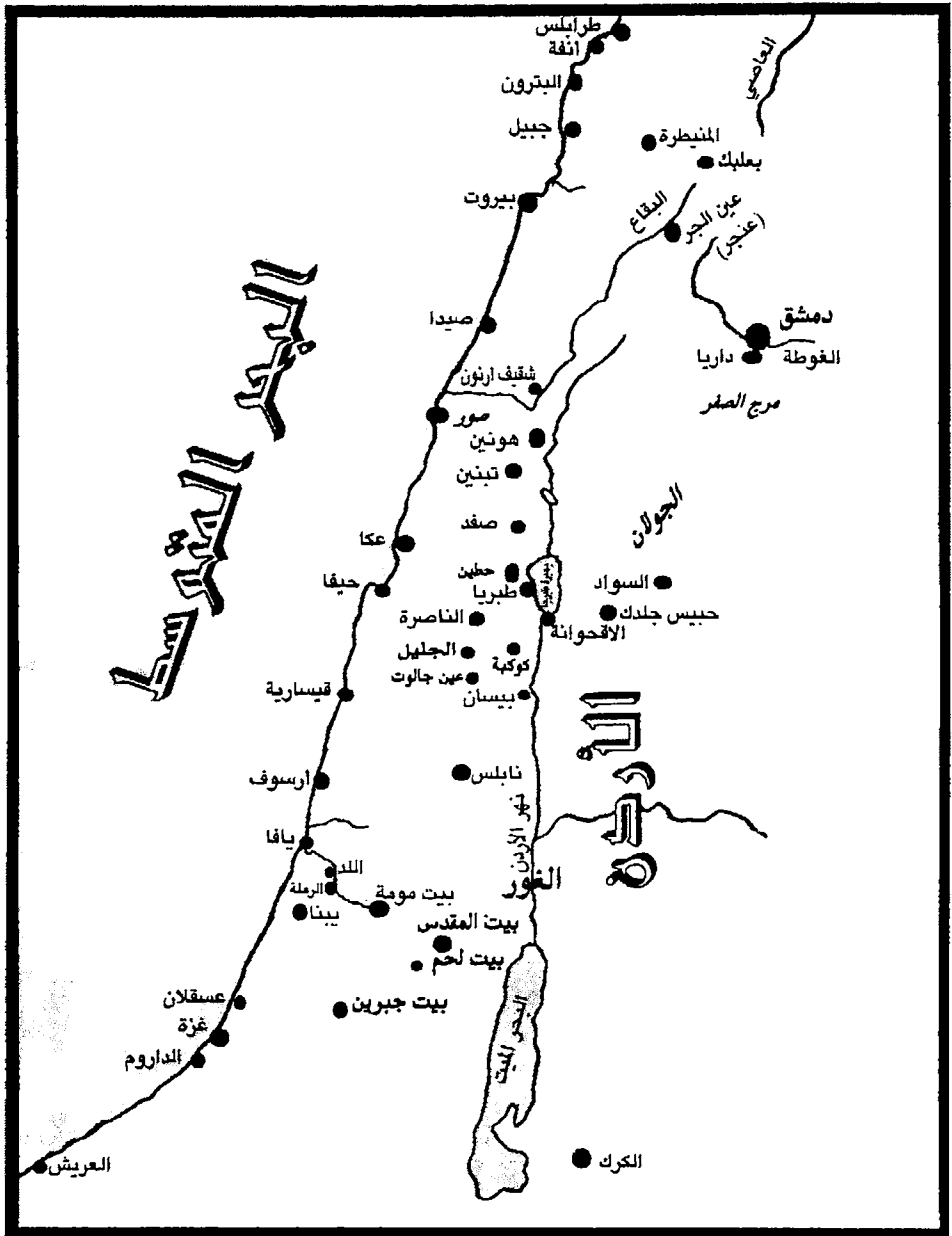 طرابلس
انفة
البترون
العاصي
جبيل
المنيطرة
بعلبك
بيروت
البقاع
عين الجر
(عنجر)
البحر المتوسط
صيدا
دمشق
الغوطة
داريا
شقيف ارنون
مرج الصفر
صور
هونين
تبنين
الجولان
صفد
عكا
حطين
بحيرة طبريا
السواد
حيفا
طبريا
حبيس جلدك
الناصرة
الاقحوانة
الجليل
كوكبة
عين جالوت
قيسارية
بيسان
الأردن
نابلس
ارسوف
نهر الأردن
يافا
اللد
الرملة
الغور
بيت مومة
يبنا
بيت المقدس
بيت لحم
عسقلان
بيت جبرين
البحر الميت
غزة
الداروم
العريش
الكرك